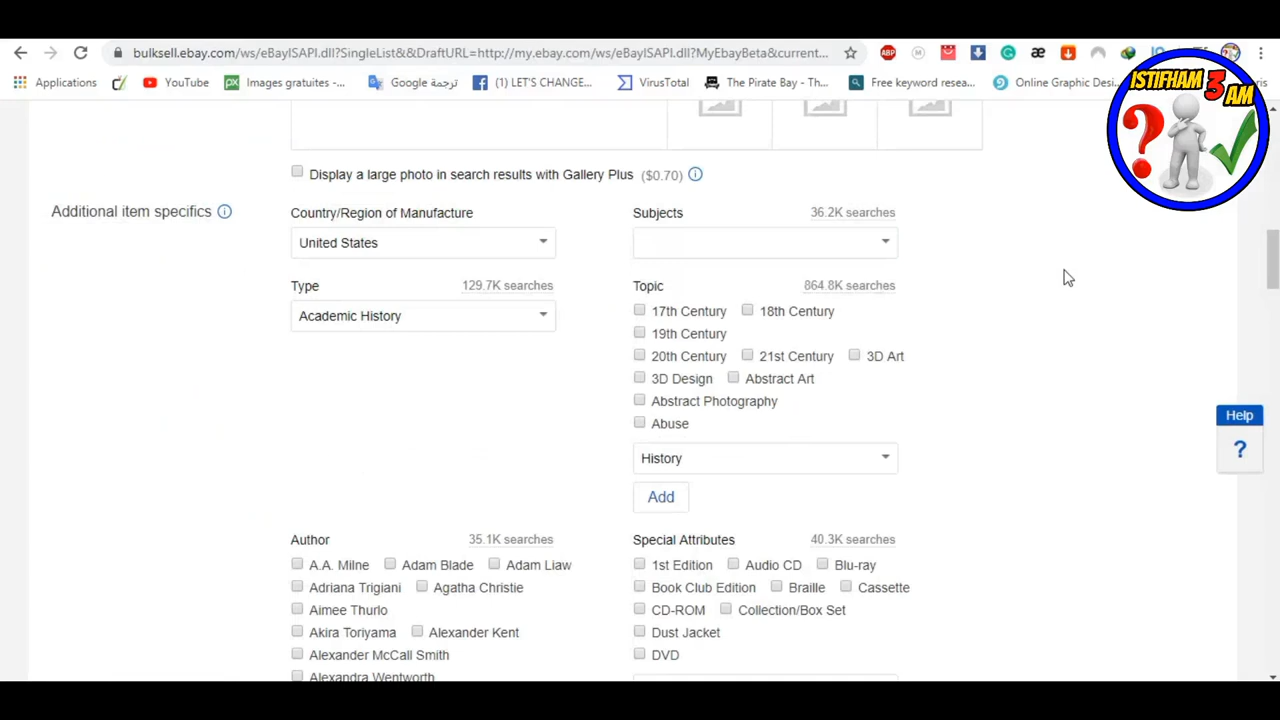 bulksell.ebay.com/ws/eBayISAPI.dll?SingleList&&DraftURL=http://my.ebay.com/ws/eBayISAPI.dll?MyEbayBeta&current...
Applications YouTube Images gratuites -... ترجمة Google (1) LET'S CHANGE... VirusTotal The Pirate Bay - Th... Free keyword resea... Online Graphic Desi...
ISTIFHAM 3 AM
Display a large photo in search results with Gallery Plus ($0.70)
Additional item specifics
Country/Region of Manufacture
Subjects 36.2K searches
United States
Type 129.7K searches
Topic 864.8K searches
Academic History
17th Century 18th Century
19th Century
20th Century 21st Century 3D Art
3D Design Abstract Art
Abstract Photography
Abuse
History
Add
Help
?
Author 35.1K searches
Special Attributes 40.3K searches
A.A. Milne Adam Blade Adam Liaw
1st Edition Audio CD Blu-ray
Adriana Trigiani Agatha Christie
Book Club Edition Braille Cassette
Aimee Thurlo
CD-ROM Collection/Box Set
Akira Toriyama Alexander Kent
Dust Jacket
Alexander McCall Smith
DVD
Alexandra Wentworth